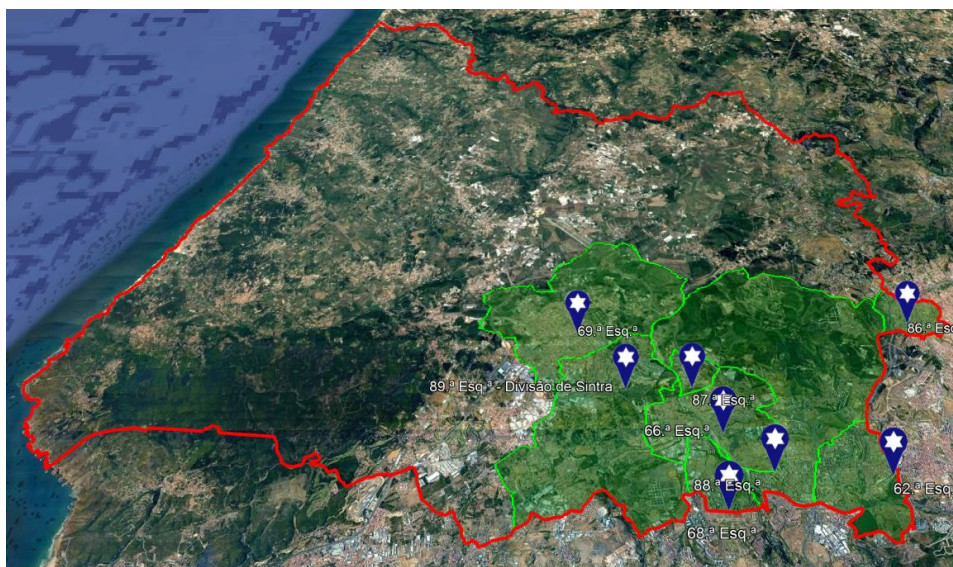 86.ª Esq
69.ª Esq.ª
89.ª Esq.ª - Divisão de Sintra
87.ª Esq.ª
66.ª Esq.ª
88.ª Esq.ª
62.ª Esq
68.ª Esq.ª